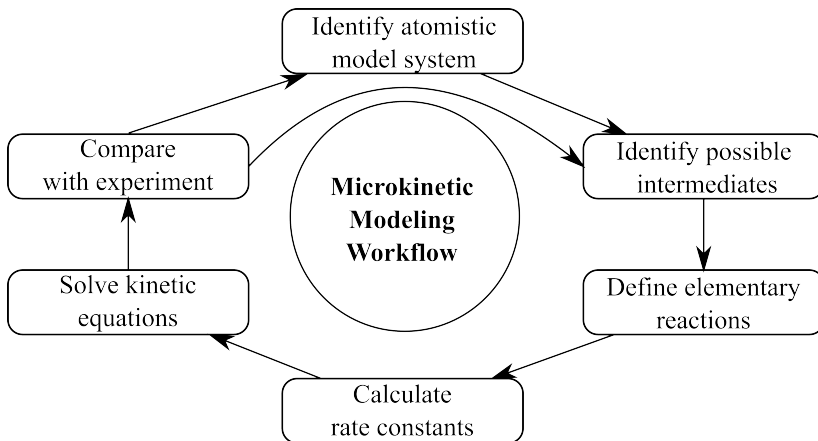 Identify atomistic
model system
Compare
with experiment
Identify possible
intermediates
Microkinetic
Modeling
Workflow
Solve kinetic
equations
Define elementary
reactions
Calculate
rate constants